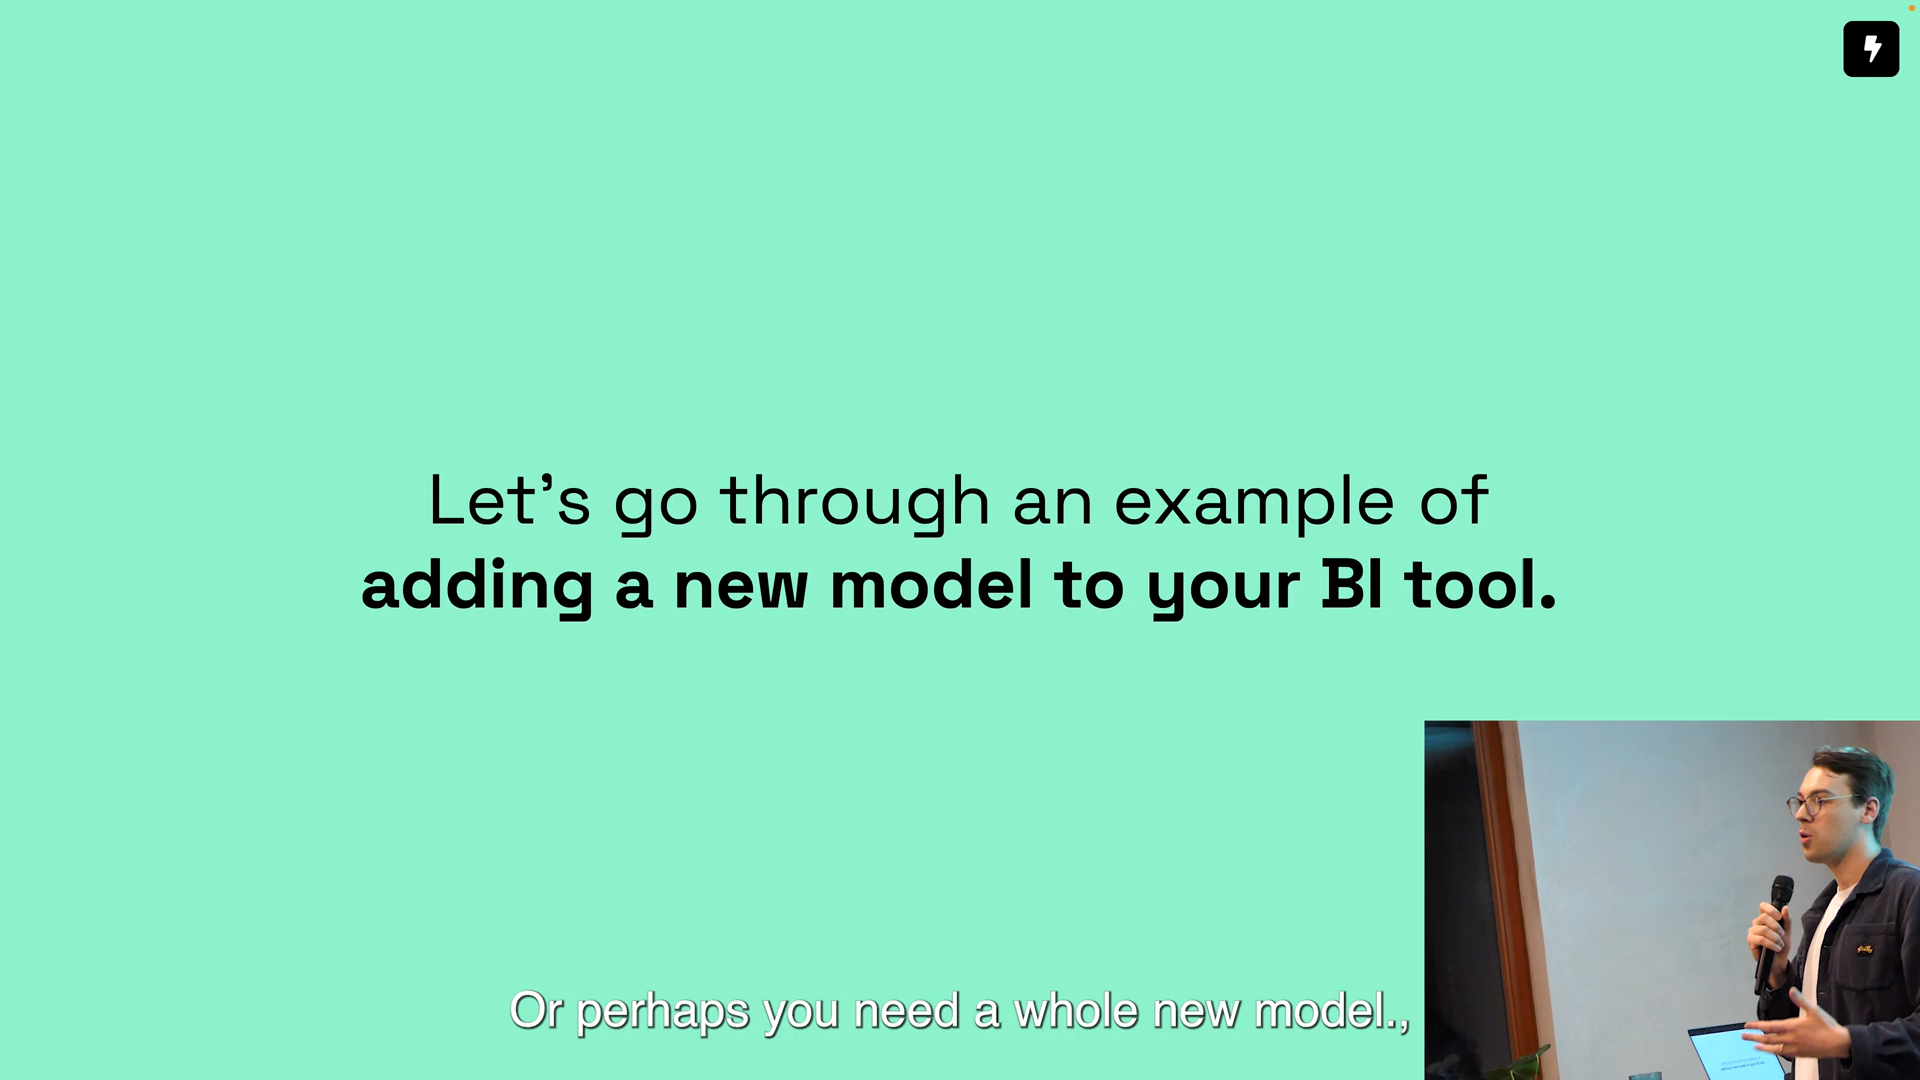 Let's go through an example of
adding a new model to your BI tool.
Or perhaps you need a whole new model.,